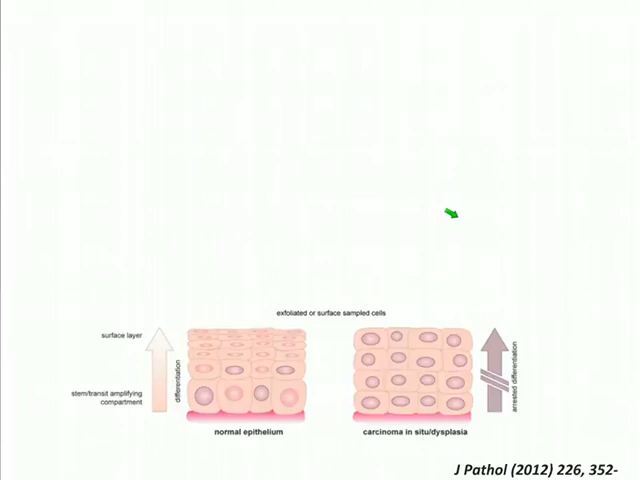 exfoliated or surface sampled cells
surface layer
differentiation
stem/transit amplifying
compartment
arrested differentiation
normal epithelium
carcinoma in situ/dysplasia
J Pathol (2012) 226, 352-